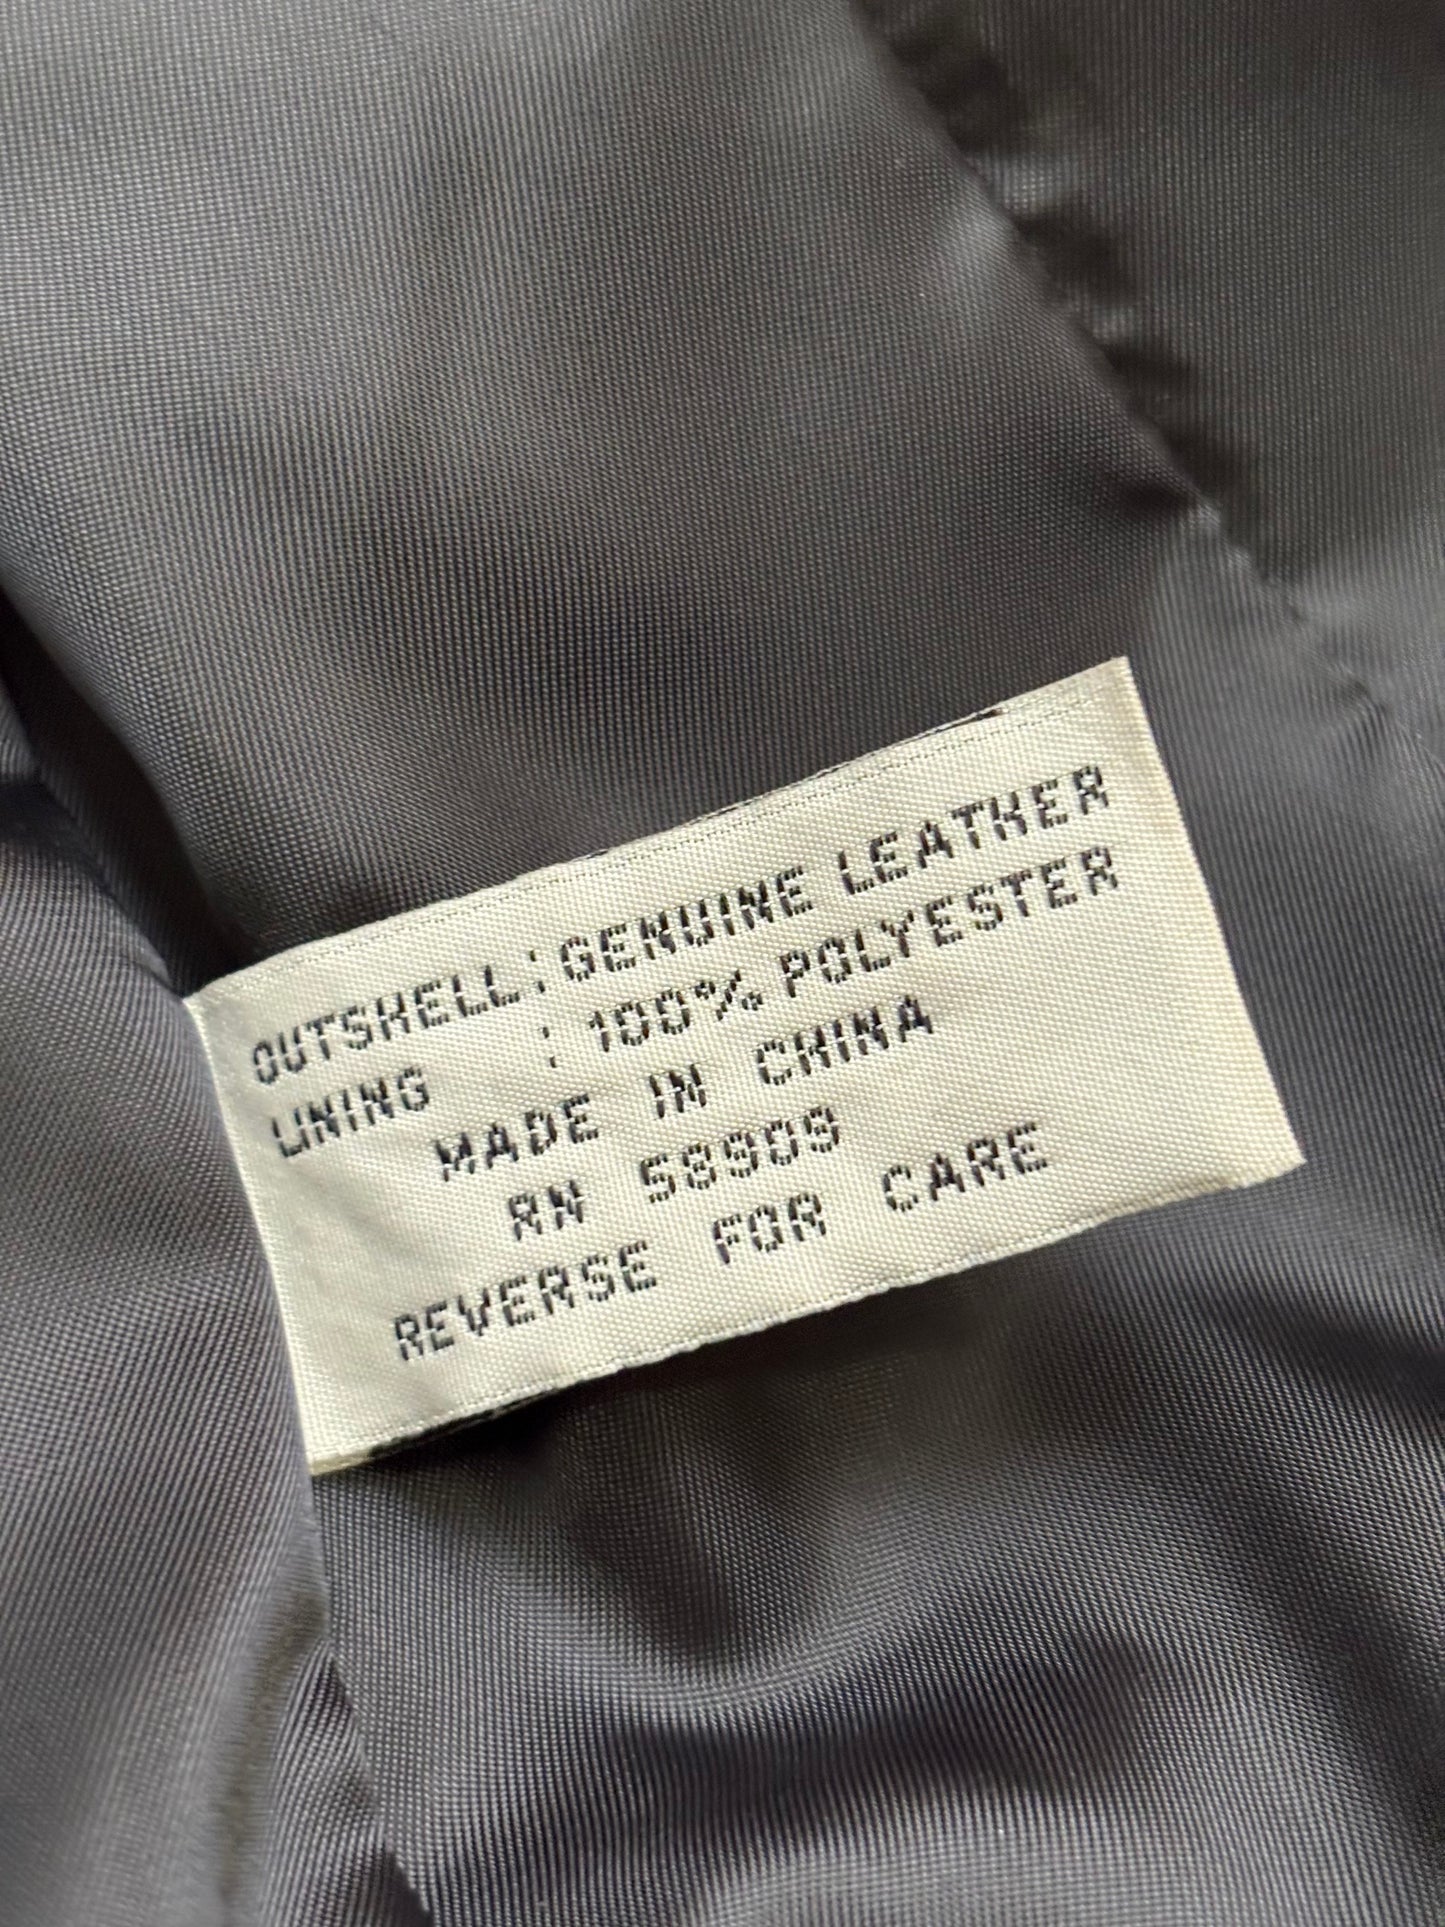 OUTSHELL:GENUINE LEATHER
LINING : 100% POLYESTER
MADE IN CHINA
RN 58909
REVERSE FOR CARE